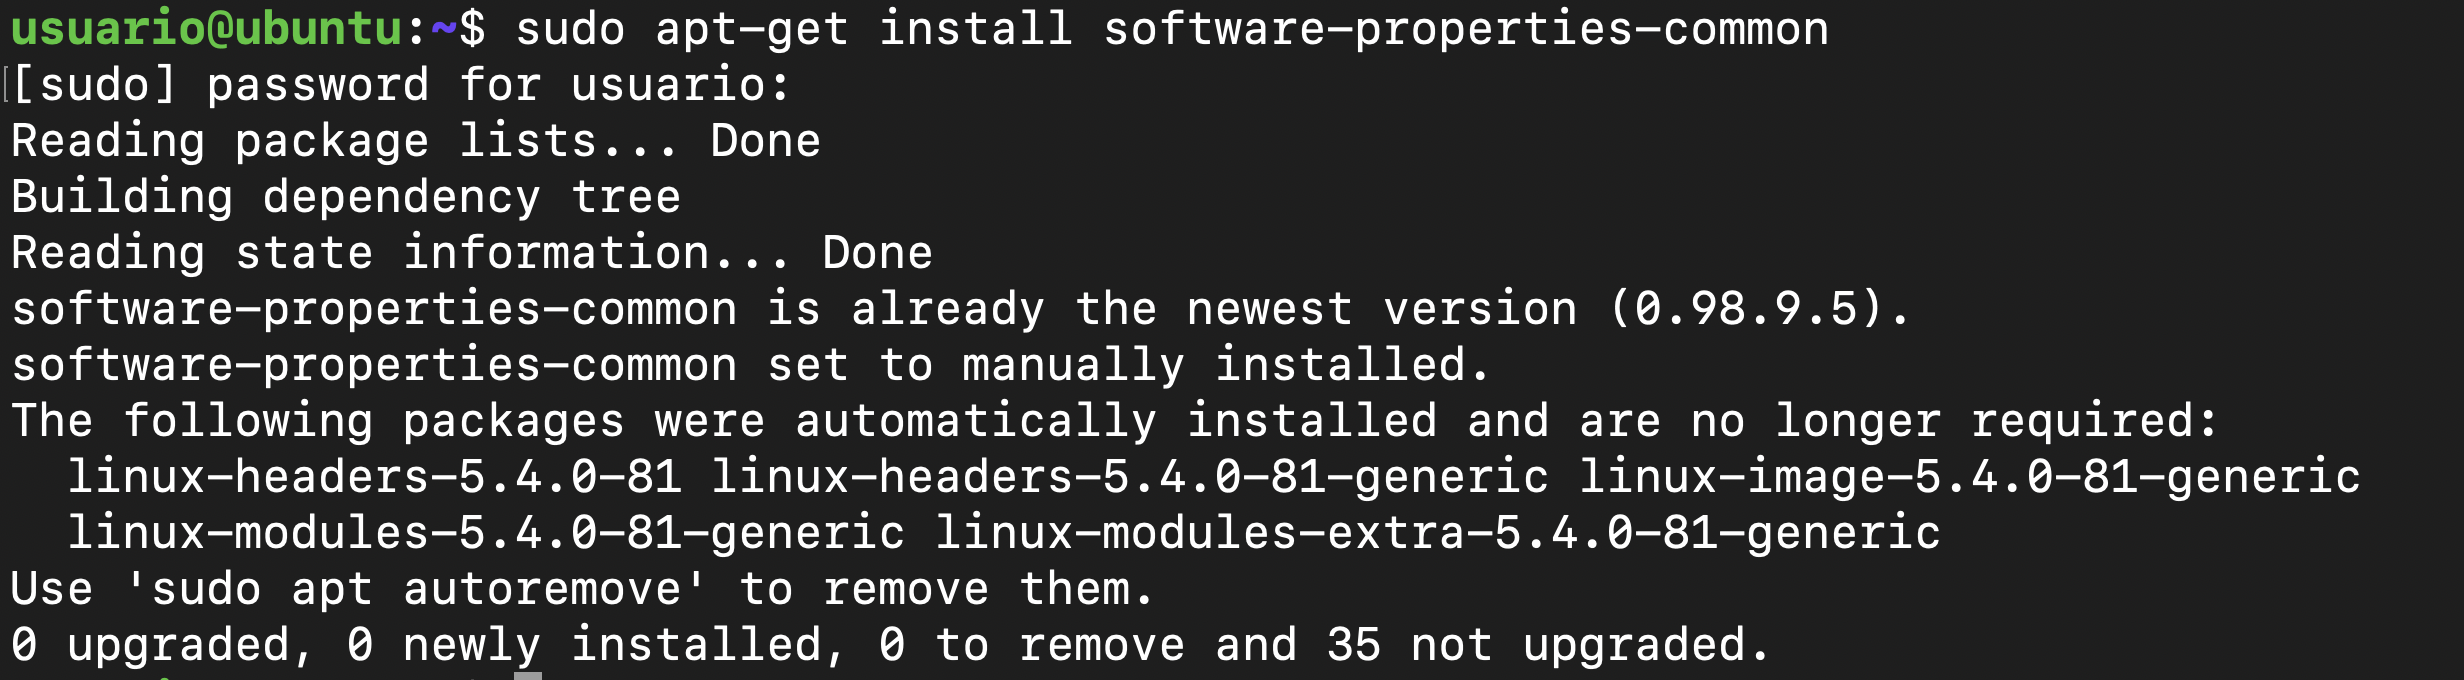 usuario@ubuntu:~$ sudo apt-get install software-properties-common
[sudo] password for usuario:
Reading package lists... Done
Building dependency tree
Reading state information... Done
software-properties-common is already the newest version (0.98.9.5).
software-properties-common set to manually installed.
The following packages were automatically installed and are no longer required:
  linux-headers-5.4.0-81 linux-headers-5.4.0-81-generic linux-image-5.4.0-81-generic
  linux-modules-5.4.0-81-generic linux-modules-extra-5.4.0-81-generic
Use 'sudo apt autoremove' to remove them.
0 upgraded, 0 newly installed, 0 to remove and 35 not upgraded.